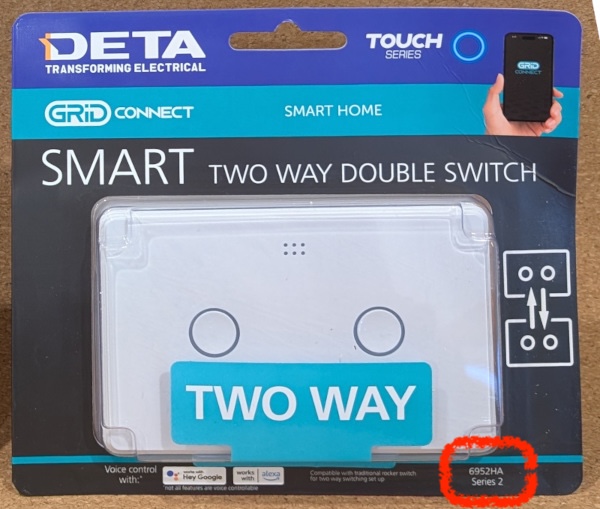 DETA
TRANSFORMING ELECTRICAL
TOUCH
SERIES
GRID CONNECT
SMART HOME
GRID
CONNECT
SMART TWO WAY DOUBLE SWITCH
TWO WAY
Voice control
with:*
works with
Hey Google
works
with
alexa
*Not all features are voice controllable
Compatible with traditional rocker switch
for two way switching set up
6952HA
Series 2